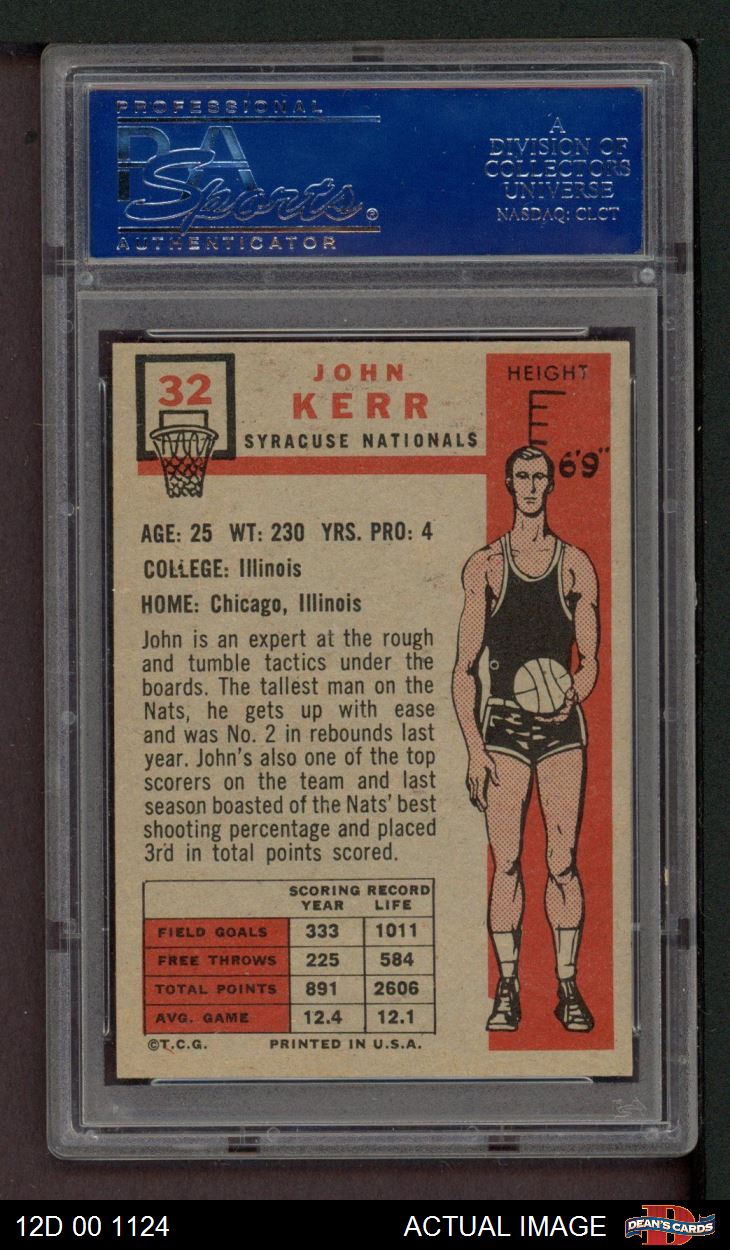 PROFESSIONAL
PSA
Sports®
AUTHENTICATOR
A
DIVISION OF
COLLECTORS
UNIVERSE
NASDAQ: CLCT
32
JOHN
KERR
SYRACUSE NATIONALS
HEIGHT
6'9"
AGE: 25 WT: 230 YRS. PRO: 4
COLLEGE: Illinois
HOME: Chicago, Illinois
John is an expert at the rough
and tumble tactics under the
boards. The tallest man on the
Nats, he gets up with ease
and was No. 2 in rebounds last
year. John's also one of the top
scorers on the team and last
season boasted of the Nats' best
shooting percentage and placed
3rd in total points scored.
SCORING RECORD
YEAR LIFE
FIELD GOALS 333 1011
FREE THROWS 225 584
TOTAL POINTS 891 2606
AVG. GAME 12.4 12.1
©T.C.G. PRINTED IN U.S.A.
12D 00 1124 ACTUAL IMAGE
D
DEAN'S CARDS